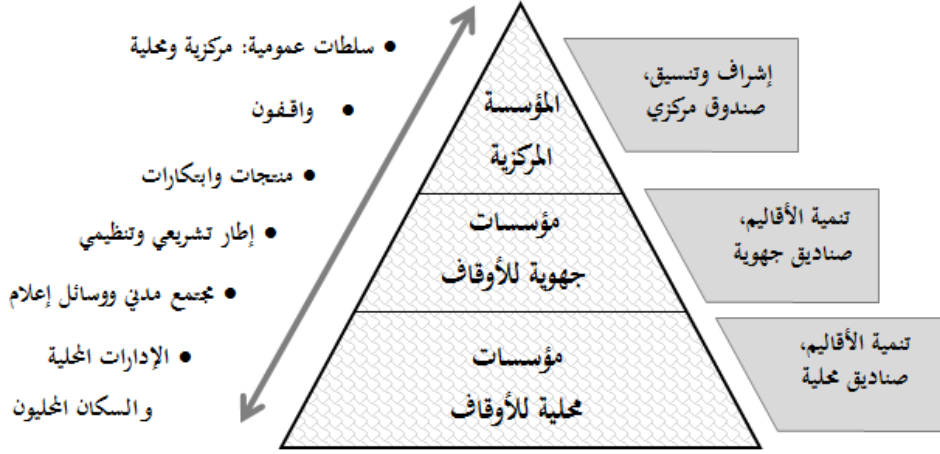 المؤسسة
المركزية
مؤسسات
جهوية للأوقاف
مؤسسات
محلية للأوقاف
إشراف وتنسيق،
صندوق مركزي
تنمية الأقاليم،
صناديق جهوية
تنمية الأقاليم،
صناديق محلية
● سلطات عمومية: مركزية ومحلية
● واقفون
● منتجات وابتكارات
● إطار تشريعي وتنظيمي
● مجتمع مدني ووسائل إعلام
● الإدارات المحلية
والسكان المحليون